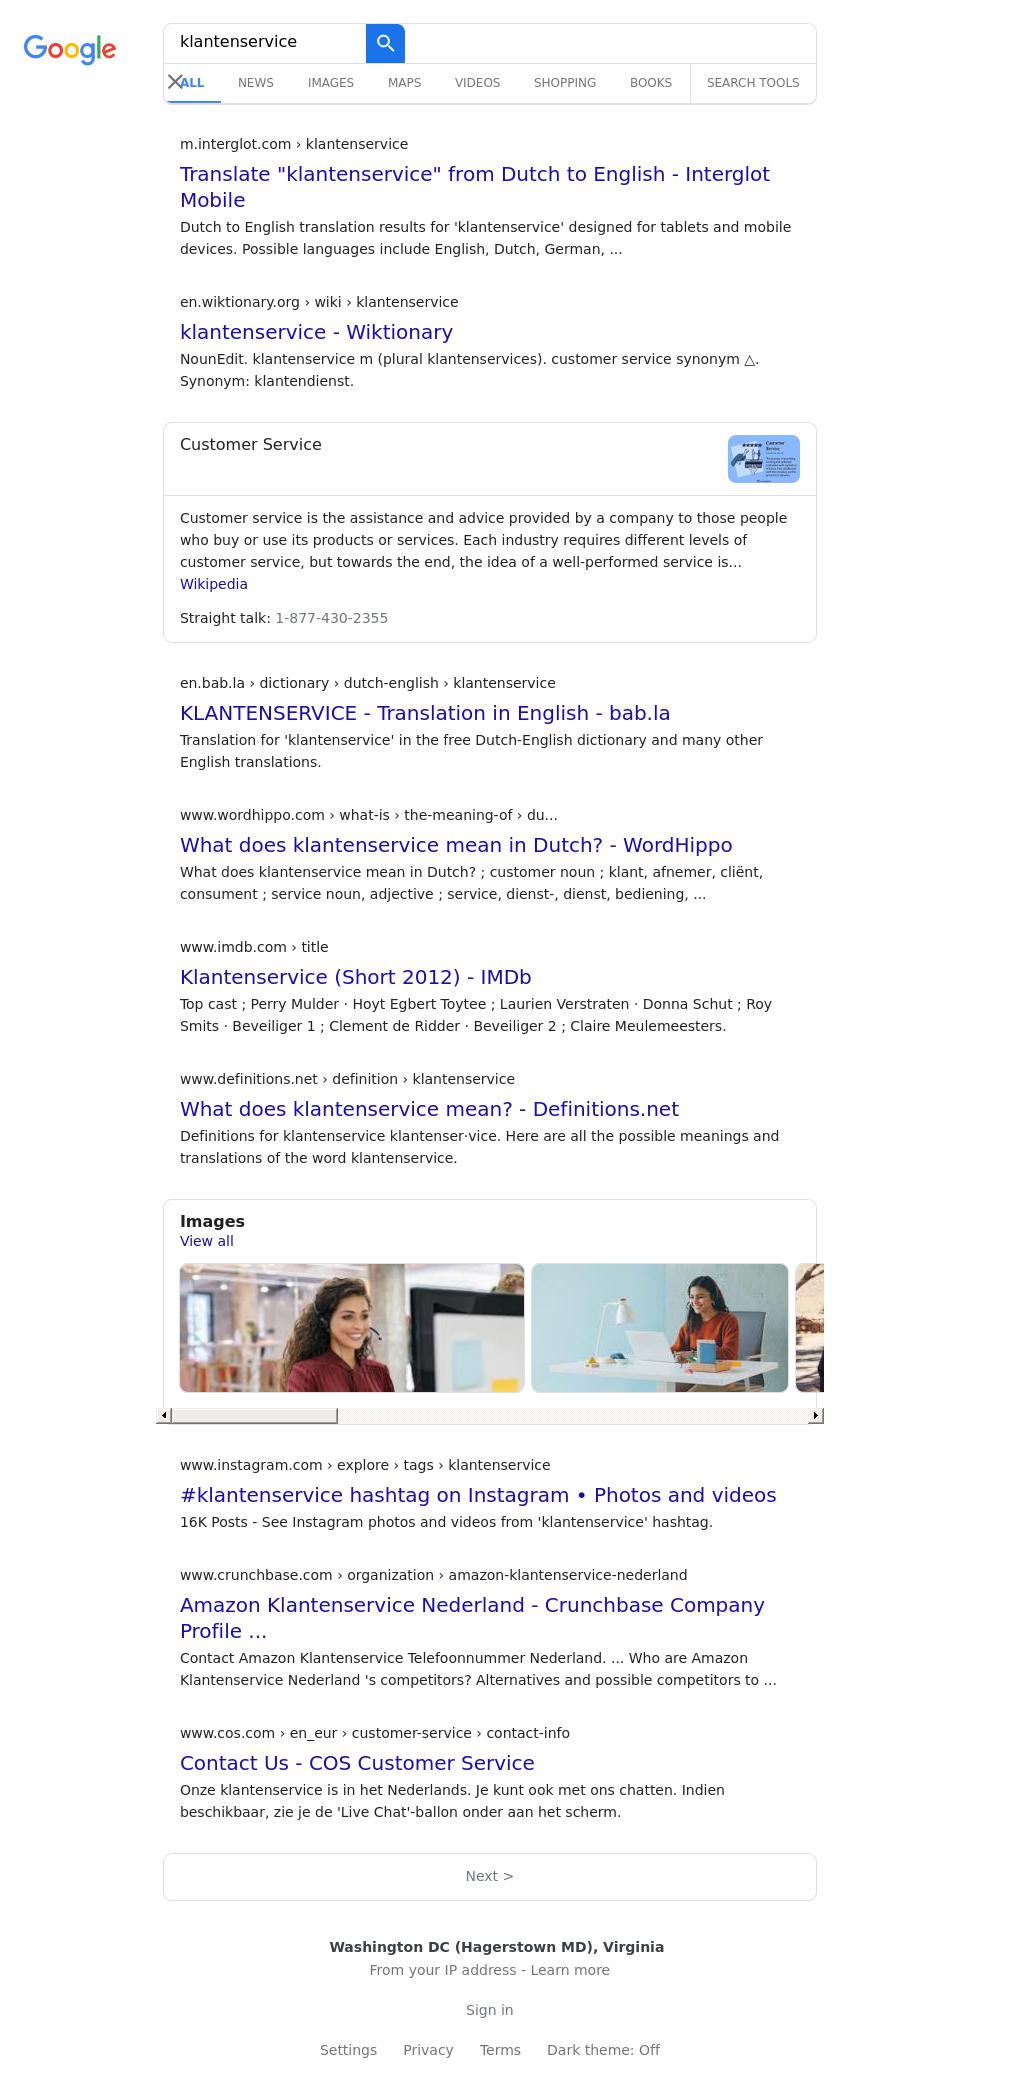 Google
klantenservice
ALL NEWS IMAGES MAPS VIDEOS SHOPPING BOOKS SEARCH TOOLS
m.interglot.com › klantenservice
Translate "klantenservice" from Dutch to English - Interglot
Mobile
Dutch to English translation results for 'klantenservice' designed for tablets and mobile
devices. Possible languages include English, Dutch, German, ...
en.wiktionary.org › wiki › klantenservice
klantenservice - Wiktionary
NounEdit. klantenservice m (plural klantenservices). customer service synonym △.
Synonym: klantendienst.
Customer Service
Customer
Service
Customer service is the assistance and advice provided by a company to those people
who buy or use its products or services. Each industry requires different levels of
customer service, but towards the end, the idea of a well-performed service is...
Wikipedia
Straight talk: 1-877-430-2355
en.bab.la › dictionary › dutch-english › klantenservice
KLANTENSERVICE - Translation in English - bab.la
Translation for 'klantenservice' in the free Dutch-English dictionary and many other
English translations.
www.wordhippo.com › what-is › the-meaning-of › du...
What does klantenservice mean in Dutch? - WordHippo
What does klantenservice mean in Dutch? ; customer noun ; klant, afnemer, cliënt,
consument ; service noun, adjective ; service, dienst-, dienst, bediening, ...
www.imdb.com › title
Klantenservice (Short 2012) - IMDb
Top cast ; Perry Mulder · Hoyt Egbert Toytee ; Laurien Verstraten · Donna Schut ; Roy
Smits · Beveiliger 1 ; Clement de Ridder · Beveiliger 2 ; Claire Meulemeesters.
www.definitions.net › definition › klantenservice
What does klantenservice mean? - Definitions.net
Definitions for klantenservice klantenser·vice. Here are all the possible meanings and
translations of the word klantenservice.
Images
View all
www.instagram.com › explore › tags › klantenservice
#klantenservice hashtag on Instagram • Photos and videos
16K Posts - See Instagram photos and videos from 'klantenservice' hashtag.
www.crunchbase.com › organization › amazon-klantenservice-nederland
Amazon Klantenservice Nederland - Crunchbase Company
Profile ...
Contact Amazon Klantenservice Telefoonnummer Nederland. ... Who are Amazon
Klantenservice Nederland 's competitors? Alternatives and possible competitors to ...
www.cos.com › en_eur › customer-service › contact-info
Contact Us - COS Customer Service
Onze klantenservice is in het Nederlands. Je kunt ook met ons chatten. Indien
beschikbaar, zie je de 'Live Chat'-ballon onder aan het scherm.
Next >
Washington DC (Hagerstown MD), Virginia
From your IP address - Learn more
Sign in
Settings Privacy Terms Dark theme: Off